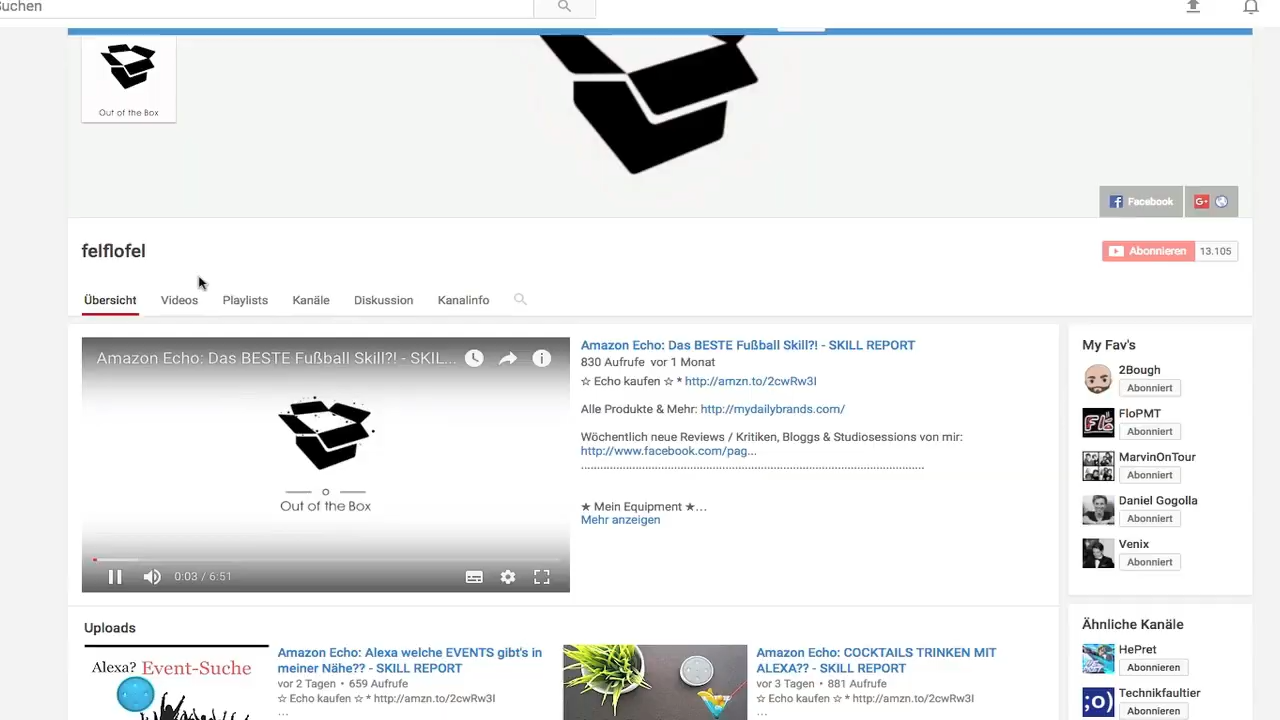 Suchen
Out of the Box
Facebook
G+
felflofel
Abonnieren 13.105
Übersicht Videos Playlists Kanäle Diskussion Kanalinfo
Amazon Echo: Das BESTE Fußball Skill?! - SKIL...
Out of the Box
0:03 / 6:51
Amazon Echo: Das BESTE Fußball Skill?! - SKILL REPORT
830 Aufrufe vor 1 Monat
☆ Echo kaufen ☆ * http://amzn.to/2cwRw3I
Alle Produkte & Mehr: http://mydailybrands.com/
Wöchentlich neue Reviews / Kritiken, Bloggs & Studiosessions von mir:
http://www.facebook.com/pag...
★ Mein Equipment ★…
Mehr anzeigen
My Fav's
2Bough
Abonniert
FloPMT
Abonniert
MarvinOnTour
Abonniert
Daniel Gogolla
Abonniert
Venix
Abonniert
Uploads
Alexa? Event-Suche
Amazon Echo: Alexa welche EVENTS gibt's in
meiner Nähe?? - SKILL REPORT
vor 2 Tagen • 659 Aufrufe
☆ Echo kaufen ☆ * http://amzn.to/2cwRw3I
...
Amazon Echo: COCKTAILS TRINKEN MIT
ALEXA?? - SKILL REPORT
vor 3 Tagen • 881 Aufrufe
☆ Echo kaufen ☆ * http://amzn.to/2cwRw3I
...
Ähnliche Kanäle
HePret
Abonnieren
Technikfaultier
;o)
Abonnieren